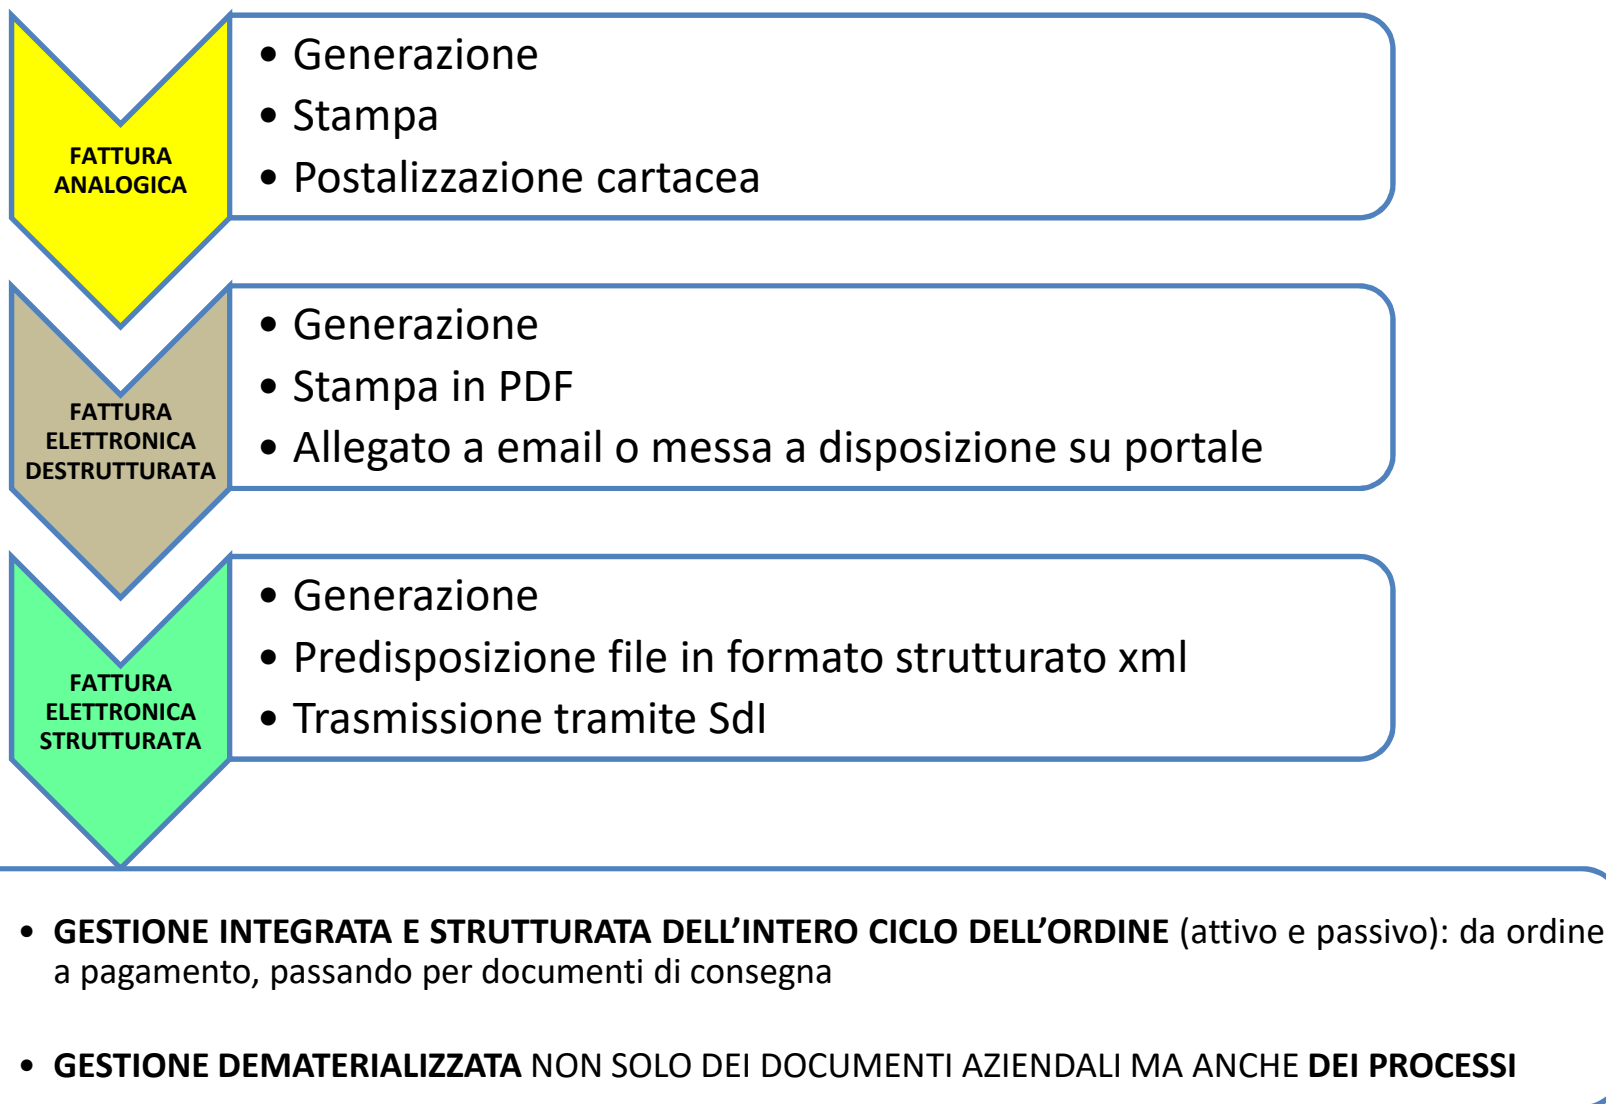 FATTURA
ANALOGICA
• Generazione
• Stampa
• Postalizzazione cartacea
FATTURA
ELETTRONICA
DESTRUTTURATA
• Generazione
• Stampa in PDF
• Allegato a email o messa a disposizione su portale
FATTURA
ELETTRONICA
STRUTTURATA
• Generazione
• Predisposizione file in formato strutturato xml
• Trasmissione tramite SdI
• GESTIONE INTEGRATA E STRUTTURATA DELL’INTERO CICLO DELL’ORDINE (attivo e passivo): da ordine
a pagamento, passando per documenti di consegna
• GESTIONE DEMATERIALIZZATA NON SOLO DEI DOCUMENTI AZIENDALI MA ANCHE DEI PROCESSI